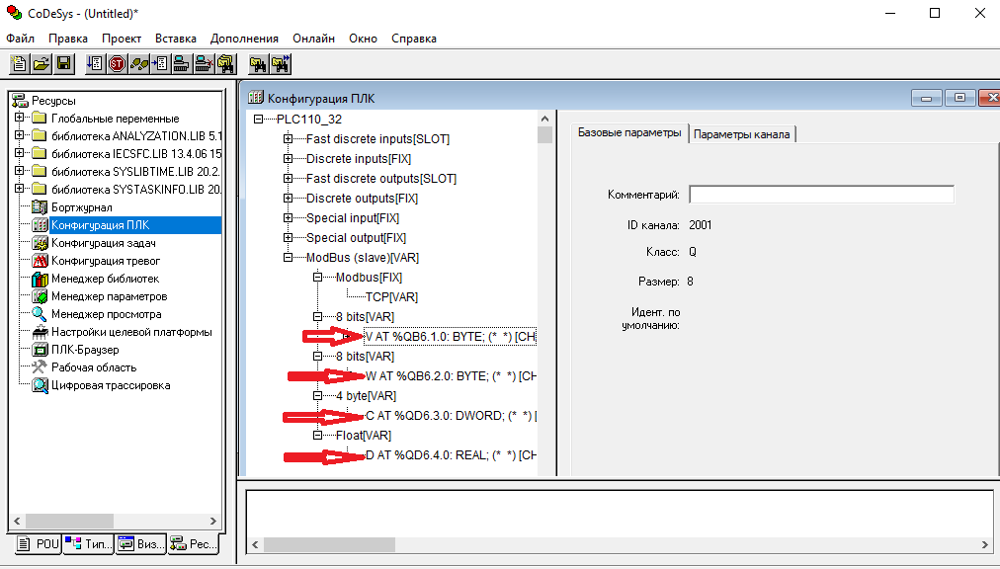 CoDeSys - (Untitled)*
Файл Правка Проект Вставка Дополнения Онлайн Окно Справка
Ресурсы
Глобальные переменные
библиотека ANALYZATION.LIB 5.1
библиотека IECSFC.LIB 13.4.06 15
библиотека SYSLIBTIME.LIB 20.2.
библиотека SYSTASKINFO.LIB 20.
Бортжурнал
Конфигурация ПЛК
Конфигурация задач
Конфигурация тревог
Менеджер библиотек
Менеджер параметров
Менеджер просмотра
Настройки целевой платформы
ПЛК-Браузер
Рабочая область
Цифровая трассировка
POU Тип... Виз... Рес...
Конфигурация ПЛК
PLC110_32
Fast discrete inputs[SLOT]
Discrete inputs[FIX]
Fast discrete outputs[SLOT]
Discrete outputs[FIX]
Special input[FIX]
Special output[FIX]
ModBus (slave)[VAR]
Modbus[FIX]
TCP[VAR]
8 bits[VAR]
V AT %QB6.1.0: BYTE; (* *) [CH
8 bits[VAR]
W AT %QB6.2.0: BYTE; (* *) [CH
4 byte[VAR]
C AT %QD6.3.0: DWORD; (* *) [
Float[VAR]
D AT %QD6.4.0: REAL; (* *) [CH
Базовые параметры Параметры канала
Комментарий:
ID канала: 2001
Класс: Q
Размер: 8
Идент. по
умолчанию: